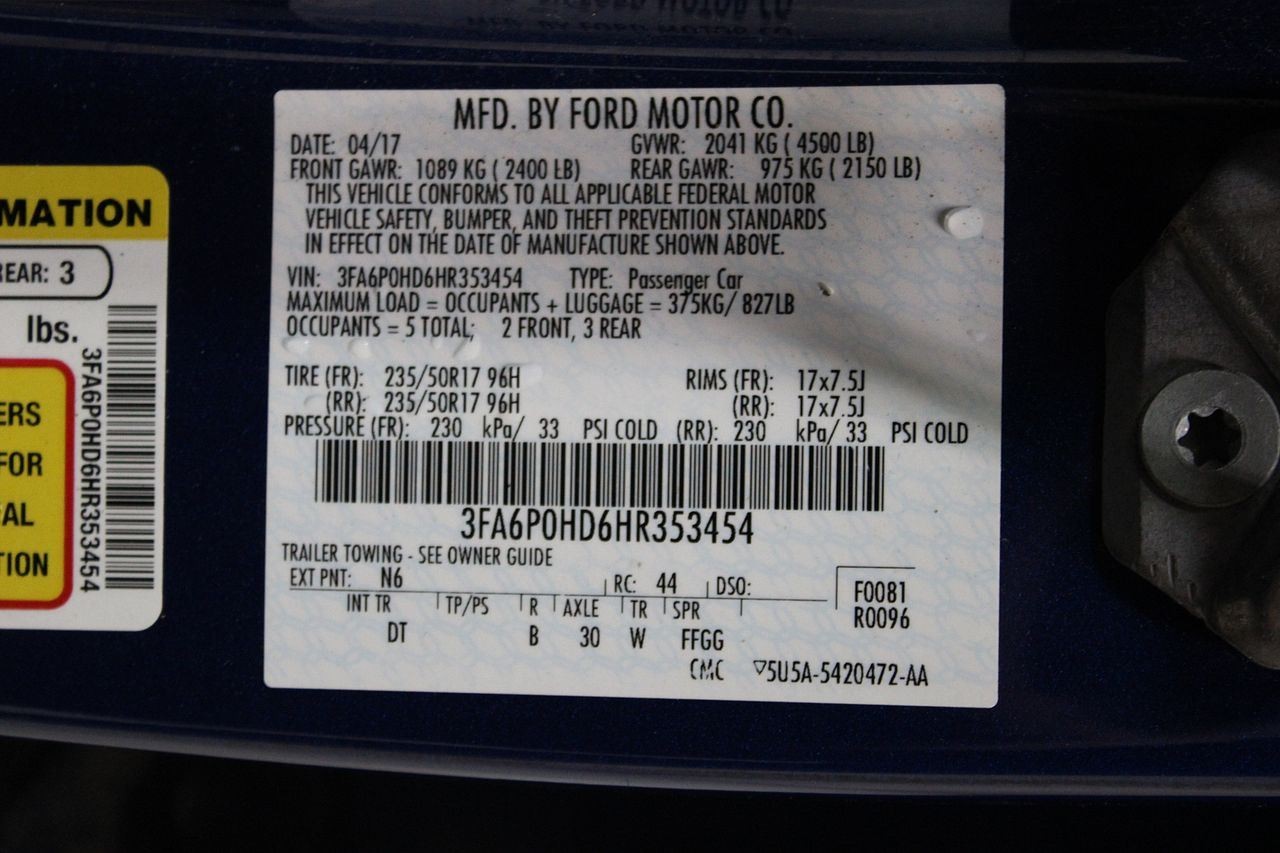 MFD. BY FORD MOTOR CO.
DATE: 04/17 GVWR: 2041 KG ( 4500 LB)
FRONT GAWR: 1089 KG ( 2400 LB) REAR GAWR: 975 KG ( 2150 LB)
THIS VEHICLE CONFORMS TO ALL APPLICABLE FEDERAL MOTOR
VEHICLE SAFETY, BUMPER, AND THEFT PREVENTION STANDARDS
IN EFFECT ON THE DATE OF MANUFACTURE SHOWN ABOVE.
VIN: 3FA6P0HD6HR353454 TYPE: Passenger Car
MAXIMUM LOAD = OCCUPANTS + LUGGAGE = 375KG/ 827LB
OCCUPANTS = 5 TOTAL; 2 FRONT, 3 REAR
TIRE (FR): 235/50R17 96H RIMS (FR): 17x7.5J
(RR): 235/50R17 96H (RR): 17x7.5J
PRESSURE (FR): 230 kPa/ 33 PSI COLD (RR): 230 kPa/ 33 PSI COLD
3FA6P0HD6HR353454
TRAILER TOWING - SEE OWNER GUIDE
EXT PNT: N6 RC: 44 DSO:
F0081
R0096
INT TR TP/PS R AXLE TR SPR
DT B 30 W FFGG
CMC ▽5U5A-5420472-AA
MATION
REAR: 3
lbs.
3FA6P0HD6HR353454
ERS
FOR
CAL
TION